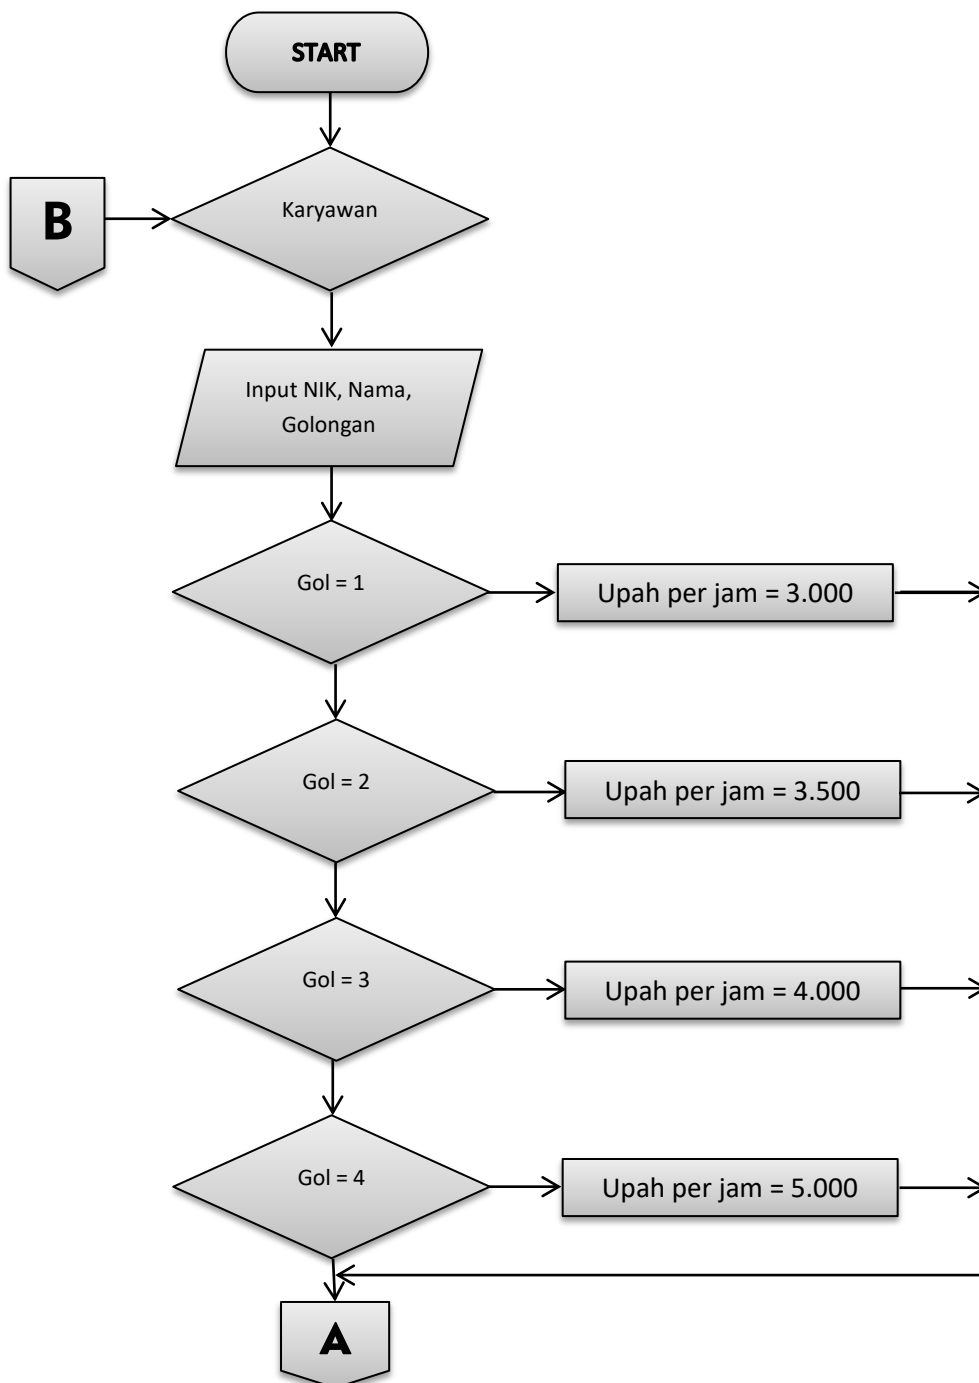 START
Karyawan
B
Input NIK, Nama,
Golongan
Gol = 1
Upah per jam = 3.000
Gol = 2
Upah per jam = 3.500
Gol = 3
Upah per jam = 4.000
Gol = 4
Upah per jam = 5.000
A